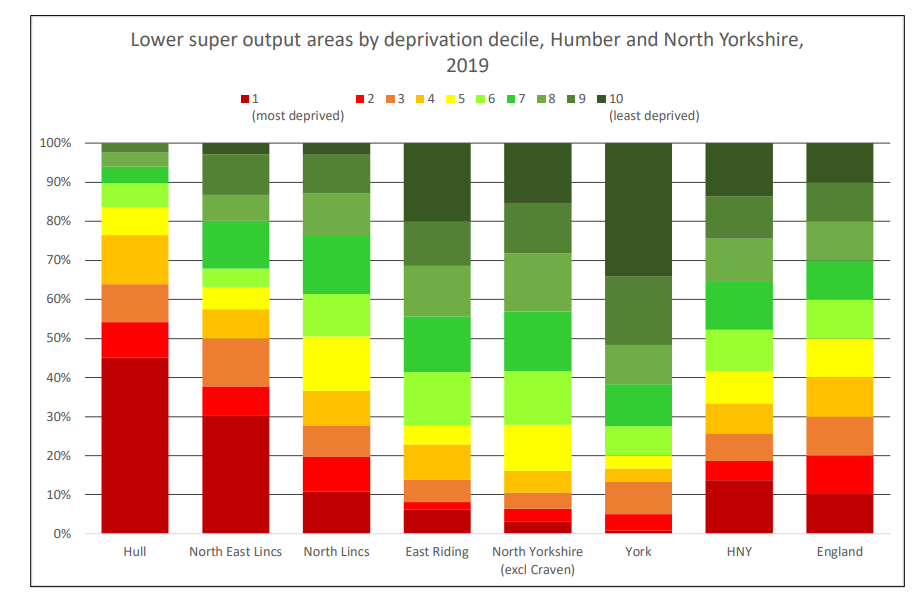 Lower super output areas by deprivation decile, Humber and North Yorkshire,
2019
1 2 3 4 5 6 7 8 9 10
(most deprived) (least deprived)
100%
90%
80%
70%
60%
50%
40%
30%
20%
10%
0%
Hull North East Lincs North Lincs East Riding North Yorkshire York HNY England
(excl Craven)